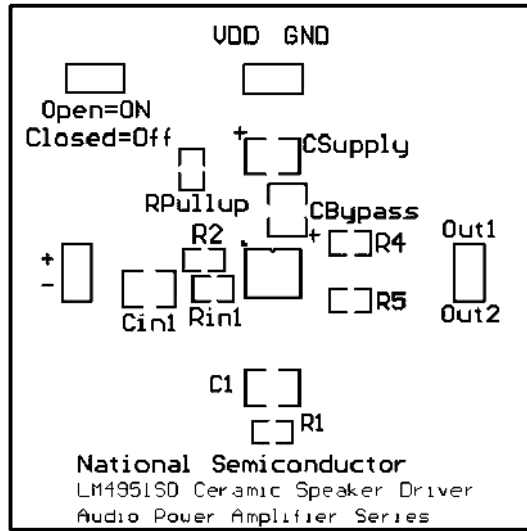 VDD GND
Open=ON
Closed=Off
+
CSupply
RPullup
CBypass
+
R2
R4
Out1
+
-
Cin1
Rin1
R5
Out2
C1
R1
National Semiconductor
LM4951SD Ceramic Speaker Driver
Audio Power Amplifier Series